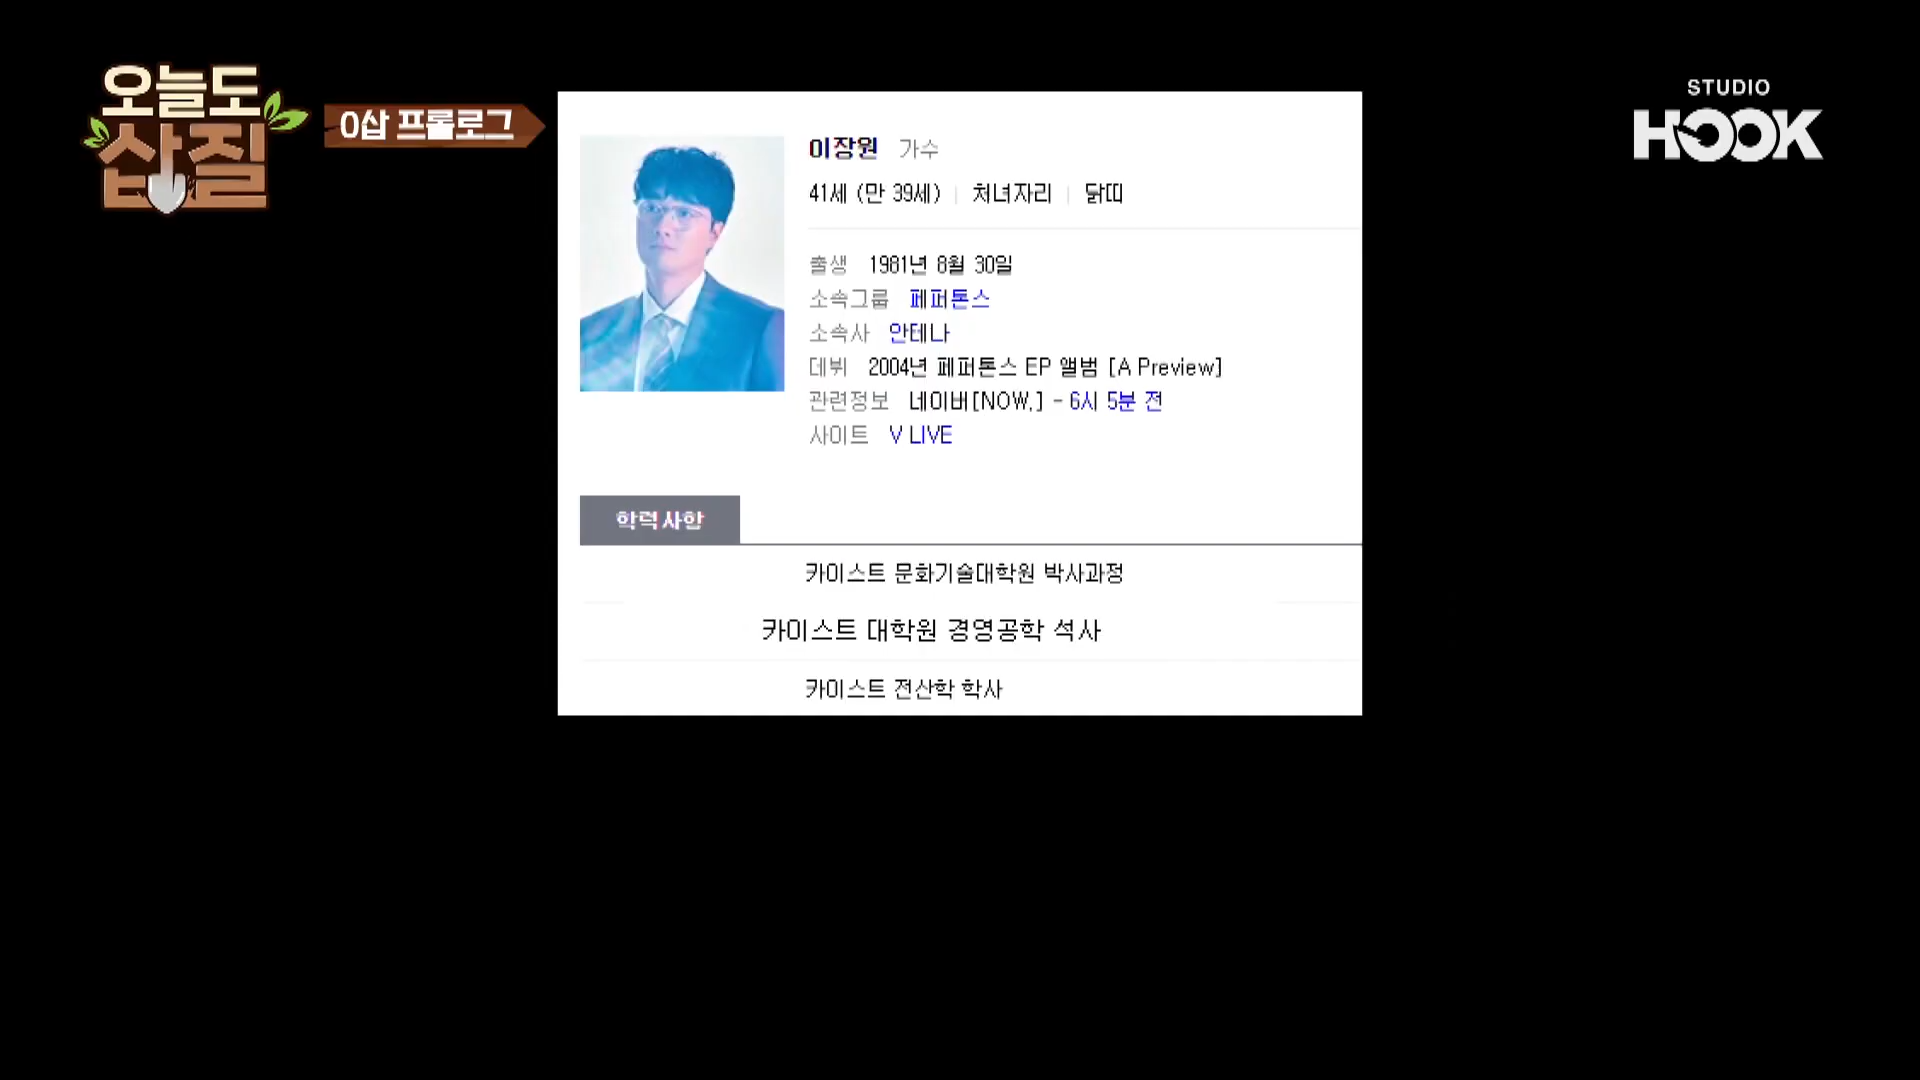 오늘도
삽질
0삽 프롤로그
STUDIO
HOOK
이장원 가수
41세 (만 39세) | 처녀자리 | 닭띠
출생 1981년 8월 30일
소속그룹 페퍼톤스
소속사 안테나
데뷔 2004년 페퍼톤스 EP 앨범 [A Preview]
관련정보 네이버[NOW.] - 6시 5분 전
사이트 V LIVE
학력사항
카이스트 문화기술대학원 박사과정
카이스트 대학원 경영공학 석사
카이스트 전산학 학사